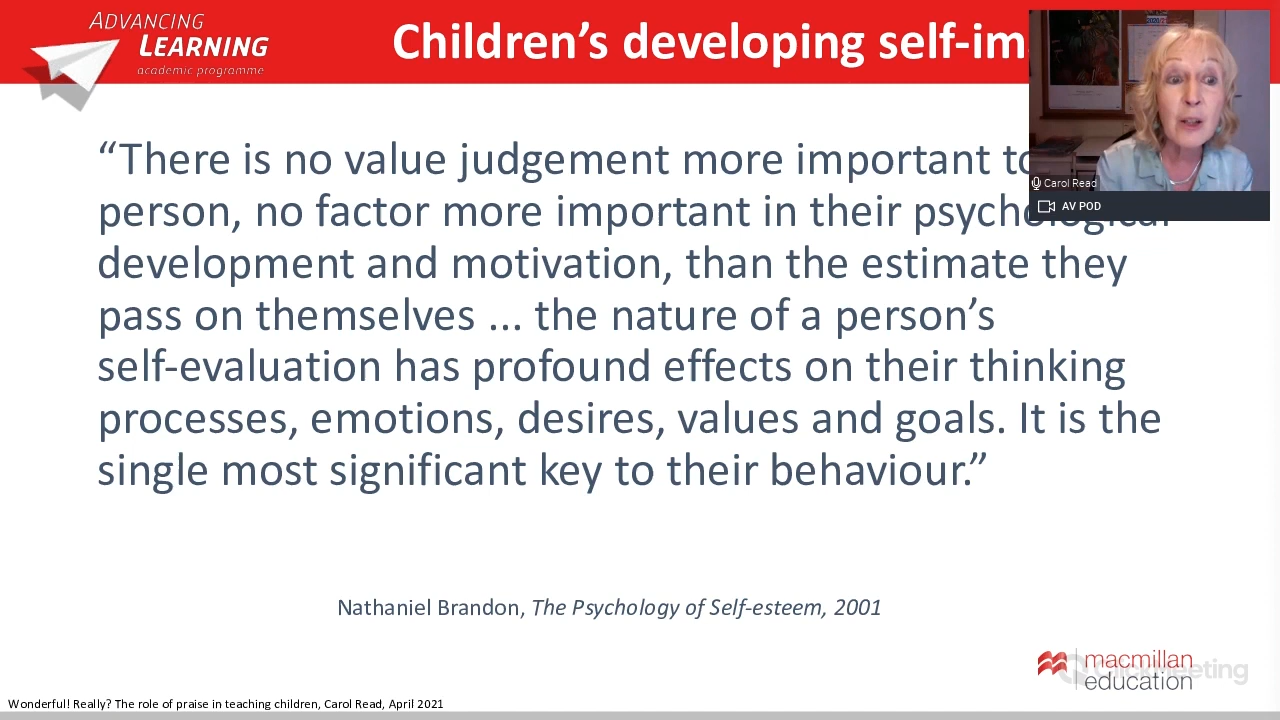 ADVANCING
LEARNING
academic programme
Children’s developing self-im
“There is no value judgement more important to
person, no factor more important in their psychological
development and motivation, than the estimate they
pass on themselves ... the nature of a person’s
self-evaluation has profound effects on their thinking
processes, emotions, desires, values and goals. It is the
single most significant key to their behaviour.”
Nathaniel Brandon, The Psychology of Self-esteem, 2001
Carol Read
AV POD
macmillan
education
ClickMeeting
Wonderful! Really? The role of praise in teaching children, Carol Read, April 2021